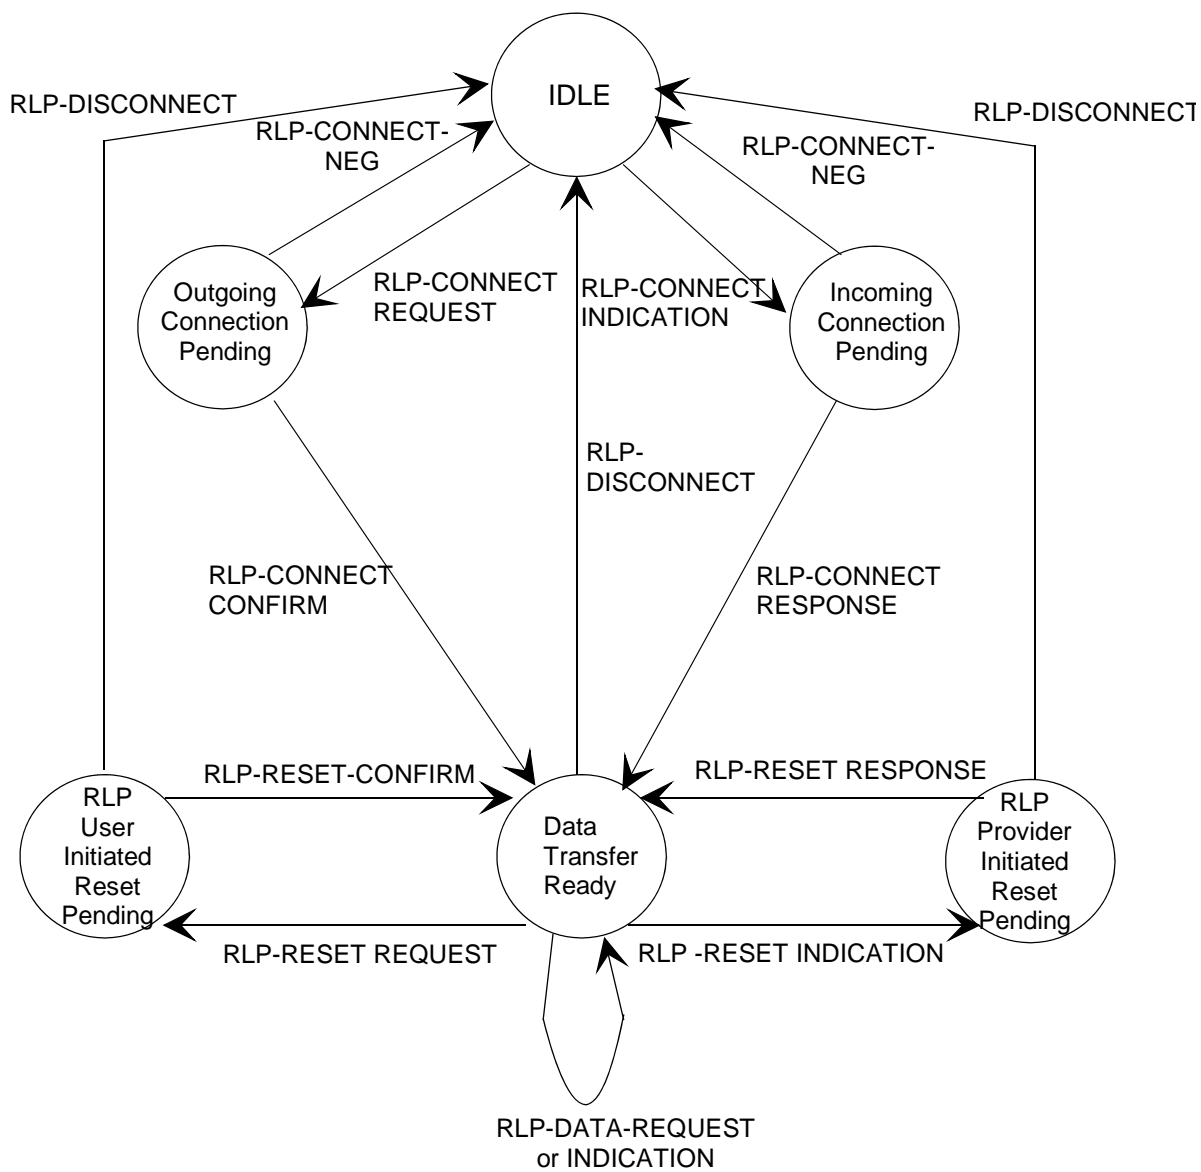 IDLE
RLP-DISCONNECT
RLP-DISCONNECT
RLP-CONNECT-
NEG
RLP-CONNECT-
NEG
Outgoing
Connection
Pending
RLP-CONNECT
REQUEST
RLP-CONNECT
INDICATION
Incoming
Connection
Pending
RLP-
DISCONNECT
RLP-CONNECT
CONFIRM
RLP-CONNECT
RESPONSE
RLP-RESET-CONFIRM
RLP-RESET RESPONSE
RLP
User
Initiated
Reset
Pending
Data
Transfer
Ready
RLP
Provider
Initiated
Reset
Pending
RLP-RESET REQUEST
RLP -RESET INDICATION
RLP-DATA-REQUEST
or INDICATION